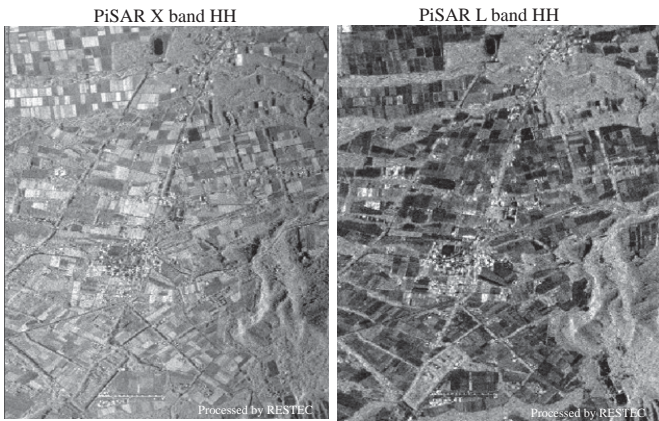 PiSAR X band HH
PiSAR L band HH
Processed by RESTEC
Processed by RESTEC